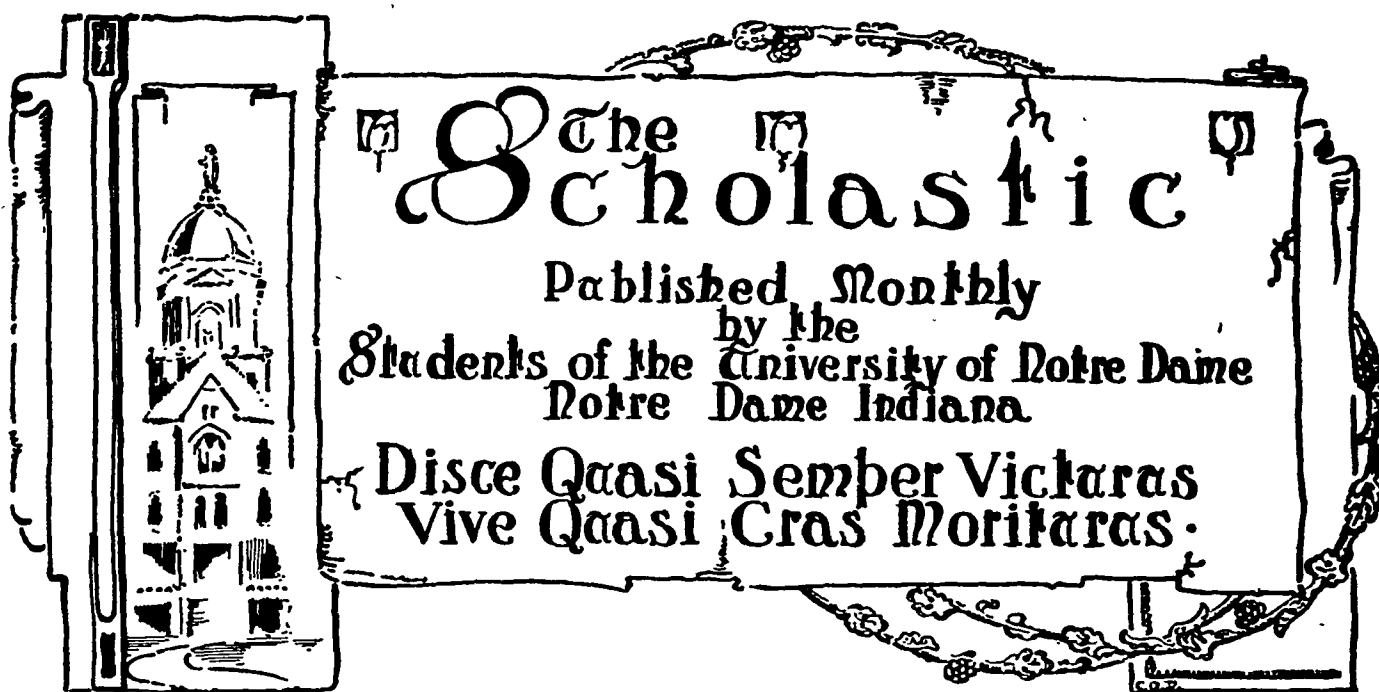 The
Scholastic
Published Monthly
by the
Students of the University of Notre Dame
Notre Dame Indiana
Disce Quasi Semper Victurus
Vive Quasi Cras Moriturus.